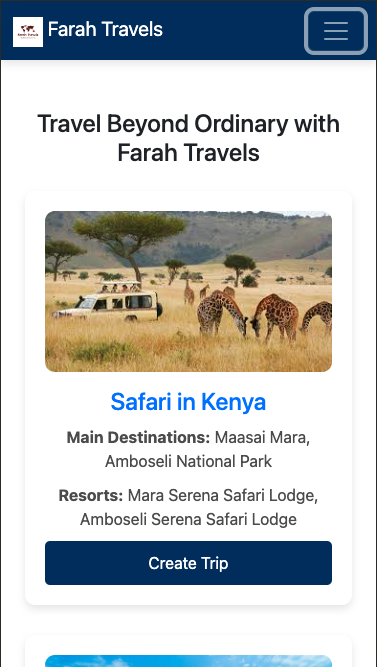 Farah Travels
Travel Beyond Ordinary with
Farah Travels
Safari in Kenya
Main Destinations: Maasai Mara,
Amboseli National Park
Resorts: Mara Serena Safari Lodge,
Amboseli Serena Safari Lodge
Create Trip